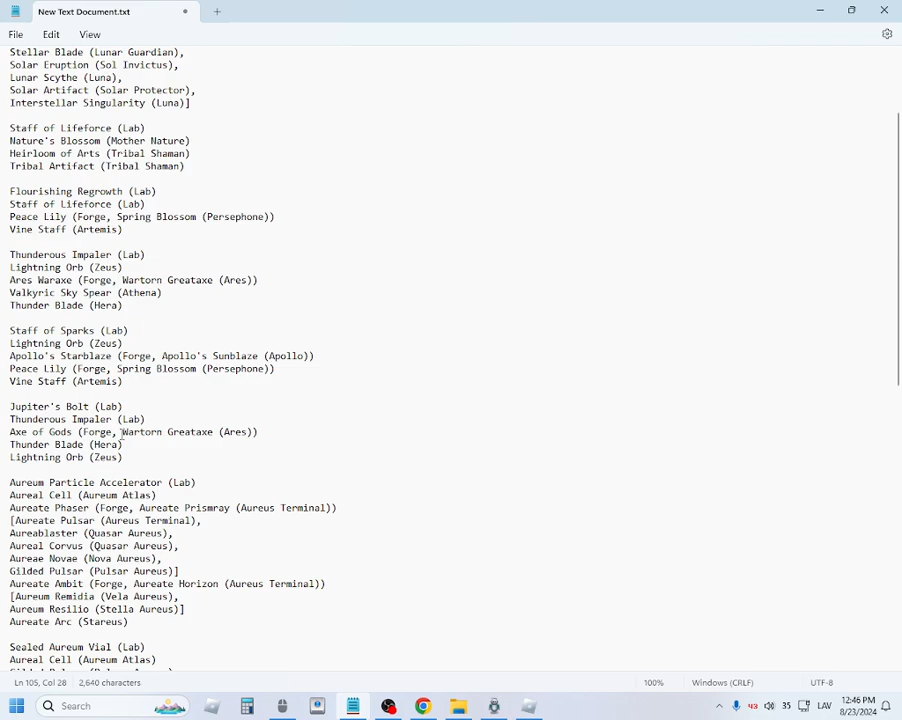 New Text Document.txt
File Edit View
Stellar Blade (Lunar Guardian),
Solar Eruption (Sol Invictus),
Lunar Scythe (Luna),
Solar Artifact (Solar Protector),
Interstellar Singularity (Luna)]
Staff of Lifeforce (Lab)
Nature's Blossom (Mother Nature)
Heirloom of Arts (Tribal Shaman)
Tribal Artifact (Tribal Shaman)
Flourishing Regrowth (Lab)
Staff of Lifeforce (Lab)
Peace Lily (Forge, Spring Blossom (Persephone))
Vine Staff (Artemis)
Thunderous Impaler (Lab)
Lightning Orb (Zeus)
Ares Waraxe (Forge, Wartorn Greataxe (Ares))
Valkyric Sky Spear (Athena)
Thunder Blade (Hera)
Staff of Sparks (Lab)
Lightning Orb (Zeus)
Apollo's Starblaze (Forge, Apollo's Sunblaze (Apollo))
Peace Lily (Forge, Spring Blossom (Persephone))
Vine Staff (Artemis)
Jupiter's Bolt (Lab)
Thunderous Impaler (Lab)
Axe of Gods (Forge, Wartorn Greataxe (Ares))
Thunder Blade (Hera)
Lightning Orb (Zeus)
Aureum Particle Accelerator (Lab)
Aureal Cell (Aureum Atlas)
Aureate Phaser (Forge, Aureate Prismray (Aureus Terminal))
[Aureate Pulsar (Aureus Terminal),
Aureablaster (Quasar Aureus),
Aureal Corvus (Quasar Aureus),
Aureae Novae (Nova Aureus),
Gilded Pulsar (Pulsar Aureus)]
Aureate Ambit (Forge, Aureate Horizon (Aureus Terminal))
[Aureum Remidia (Vela Aureus),
Aureum Resilio (Stella Aureus)]
Aureate Arc (Stareus)
Sealed Aureum Vial (Lab)
Aureal Cell (Aureum Atlas)
Gilded Pulsar (Pulsar Aureus)
Ln 105, Col 28 2,640 characters 100% Windows (CRLF) UTF-8
Search 43 35 LAV 12:46 PM
8/23/2024